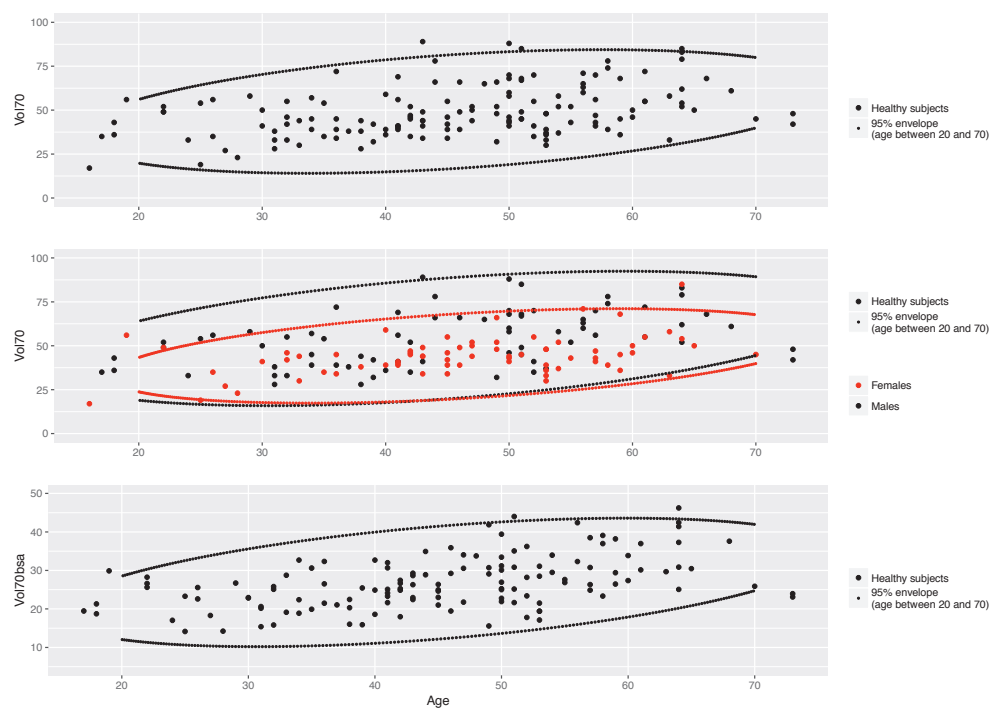 100
75
50
25
0
Vol70
20
30
40
50
60
70
Healthy subjects
95% envelope
(age between 20 and 70)
100
75
50
25
0
Vol70
20
30
40
50
60
70
Healthy subjects
95% envelope
(age between 20 and 70)
Females
Males
50
40
30
20
10
Vol70bsa
20
30
40
50
60
70
Age
Healthy subjects
95% envelope
(age between 20 and 70)